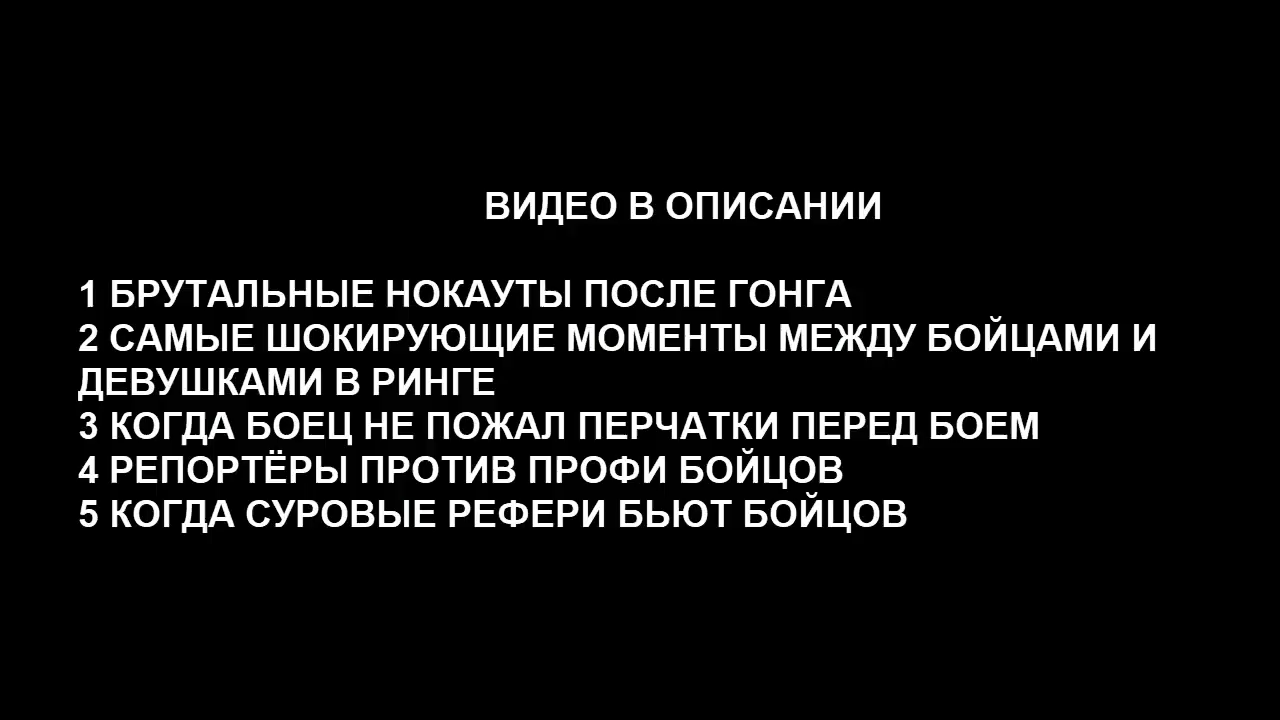 ВИДЕО В ОПИСАНИИ
1 БРУТАЛЬНЫЕ НОКАУТЫ ПОСЛЕ ГОНГА
2 САМЫЕ ШОКИРУЮЩИЕ МОМЕНТЫ МЕЖДУ БОЙЦАМИ И
ДЕВУШКАМИ В РИНГЕ
3 КОГДА БОЕЦ НЕ ПОЖАЛ ПЕРЧАТКИ ПЕРЕД БОЕМ
4 РЕПОРТЁРЫ ПРОТИВ ПРОФИ БОЙЦОВ
5 КОГДА СУРОВЫЕ РЕФЕРИ БЬЮТ БОЙЦОВ